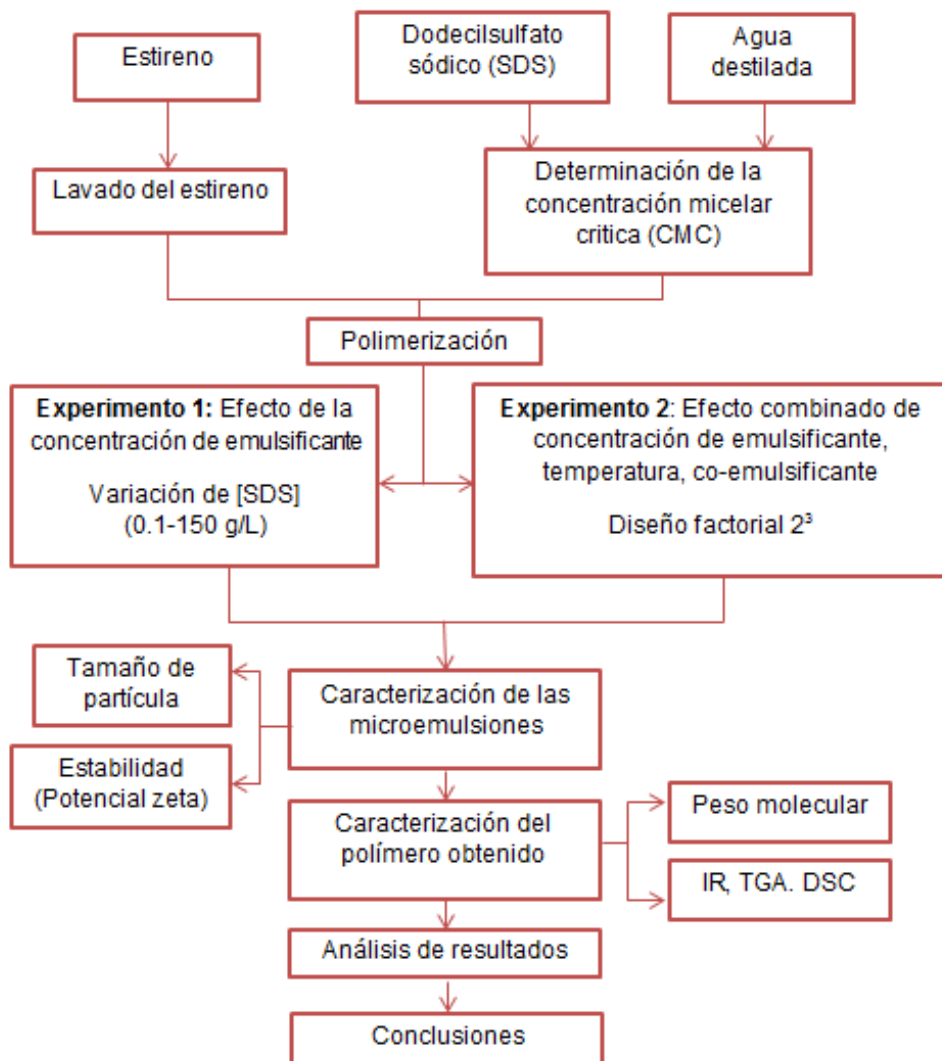 Estireno
Dodecilsulfato
sódico (SDS)
Agua
destilada
Lavado del estireno
Determinación de la
concentración micelar
critica (CMC)
Polimerización
Experimento 1: Efecto de la
concentración de emulsificante
Variación de [SDS]
(0.1-150 g/L)
Experimento 2: Efecto combinado de
concentración de emulsificante,
temperatura, co-emulsificante
Diseño factorial 2³
Tamaño de
partícula
Estabilidad
(Potencial zeta)
Caracterización de las
microemulsiones
Caracterización del
polímero obtenido
Peso molecular
IR, TGA. DSC
Análisis de resultados
Conclusiones